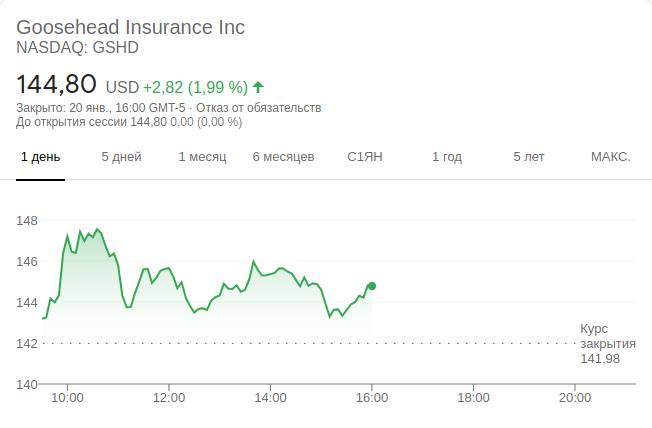 Goosehead Insurance Inc
NASDAQ: GSHD
144,80 USD +2,82 (1,99 %)
Закрыто: 20 янв., 16:00 GMT-5 · Отказ от обязательств
До открытия сессии 144,80 0,00 (0,00 %)
1 день 5 дней 1 месяц 6 месяцев С1ЯН 1 год 5 лет МАКС.
148
146
144
142
Курс
закрытия
141,98
140
10:00 12:00 14:00 16:00 18:00 20:00